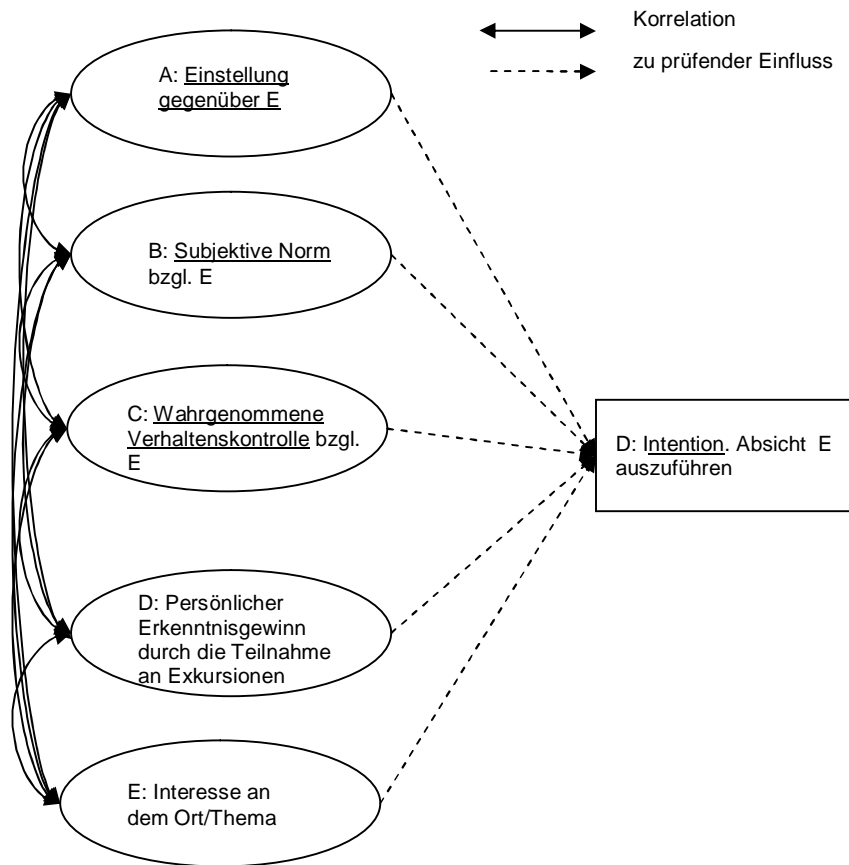 Korrelation
zu prüfender Einfluss
A: Einstellung
gegenüber E
B: Subjektive Norm
bzgl. E
C: Wahrgenommene
Verhaltenskontrolle bzgl.
E
D: Intention. Absicht E
auszuführen
D: Persönlicher
Erkenntnisgewinn
durch die Teilnahme
an Exkursionen
E: Interesse an
dem Ort/Thema